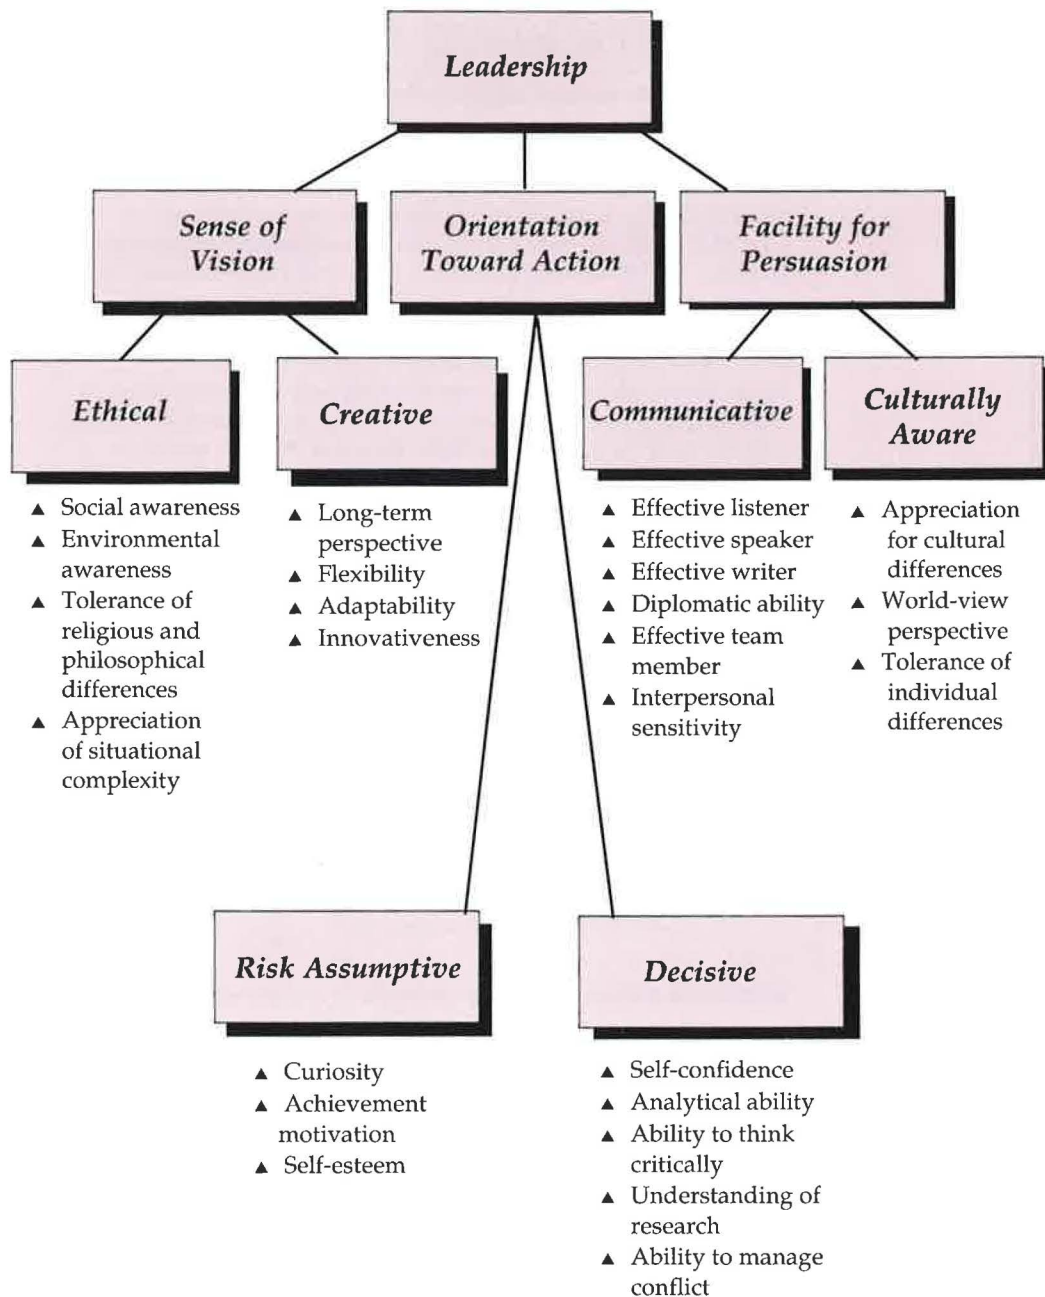 Leadership
Sense of
Vision
Orientation
Toward Action
Facility for
Persuasion
Ethical
Creative
Communicative
Culturally
Aware
▲ Social awareness
▲ Environmental
awareness
▲ Tolerance of
religious and
philosophical
differences
▲ Appreciation
of situational
complexity
▲ Long-term
perspective
▲ Flexibility
▲ Adaptability
▲ Innovativeness
▲ Effective listener
▲ Effective speaker
▲ Effective writer
▲ Diplomatic ability
▲ Effective team
member
▲ Interpersonal
sensitivity
▲ Appreciation
for cultural
differences
▲ World-view
perspective
▲ Tolerance of
individual
differences
Risk Assumptive
Decisive
▲ Curiosity
▲ Achievement
motivation
▲ Self-esteem
▲ Self-confidence
▲ Analytical ability
▲ Ability to think
critically
▲ Understanding of
research
▲ Ability to manage
conflict